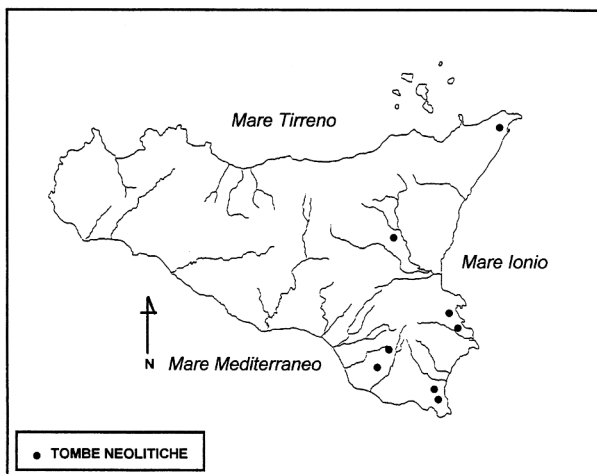 Mare Tirreno
Mare Ionio
Mare Mediterraneo
N
TOMBE NEOLITICHE